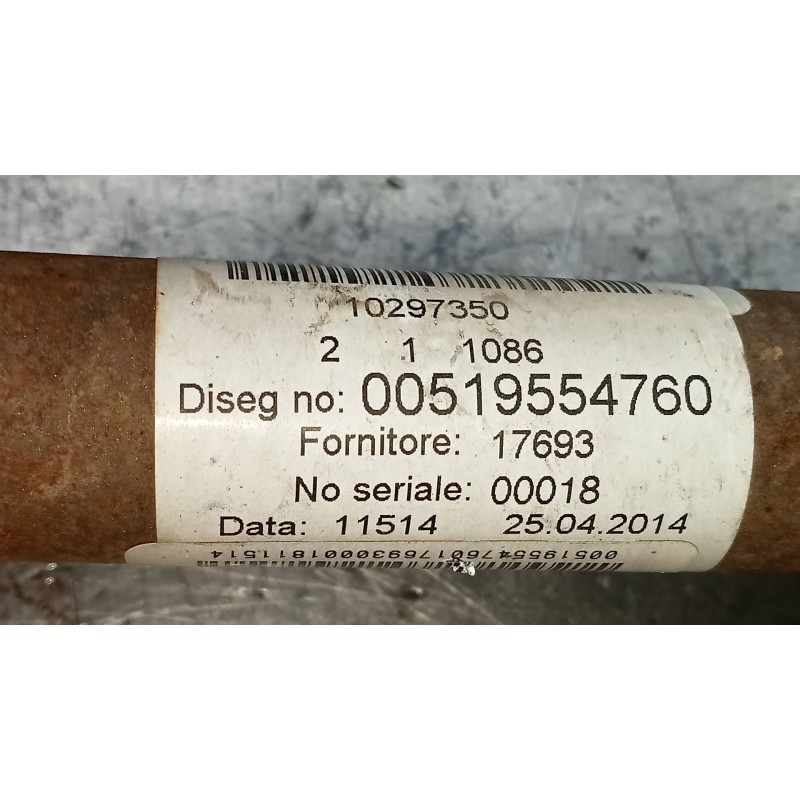 10297350
2 1 1086
Diseg no: 00519554760
Fornitore: 17693
No seriale: 00018
Data: 11514 25.04.2014
00519554760176930001811514